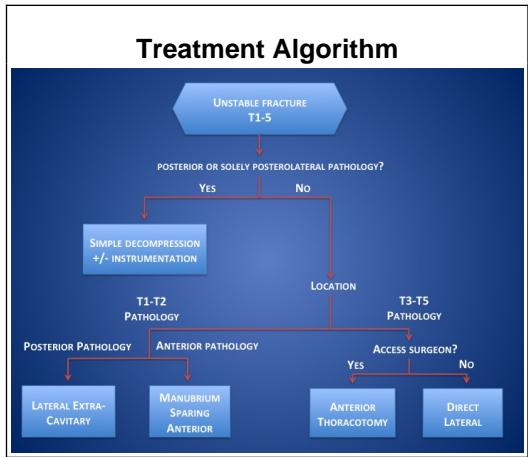 Treatment Algorithm
UNSTABLE FRACTURE
T1-5
POSTERIOR OR SOLELY POSTEROLATERAL PATHOLOGY?
YES
NO
SIMPLE DECOMPRESSION
+/- INSTRUMENTATION
LOCATION
T1-T2
PATHOLOGY
T3-T5
PATHOLOGY
POSTERIOR PATHOLOGY
ANTERIOR PATHOLOGY
ACCESS SURGEON?
YES
NO
LATERAL EXTRA-
CAVITARY
MANUBRIUM
SPARING
ANTERIOR
ANTERIOR
THORACOTOMY
DIRECT
LATERAL